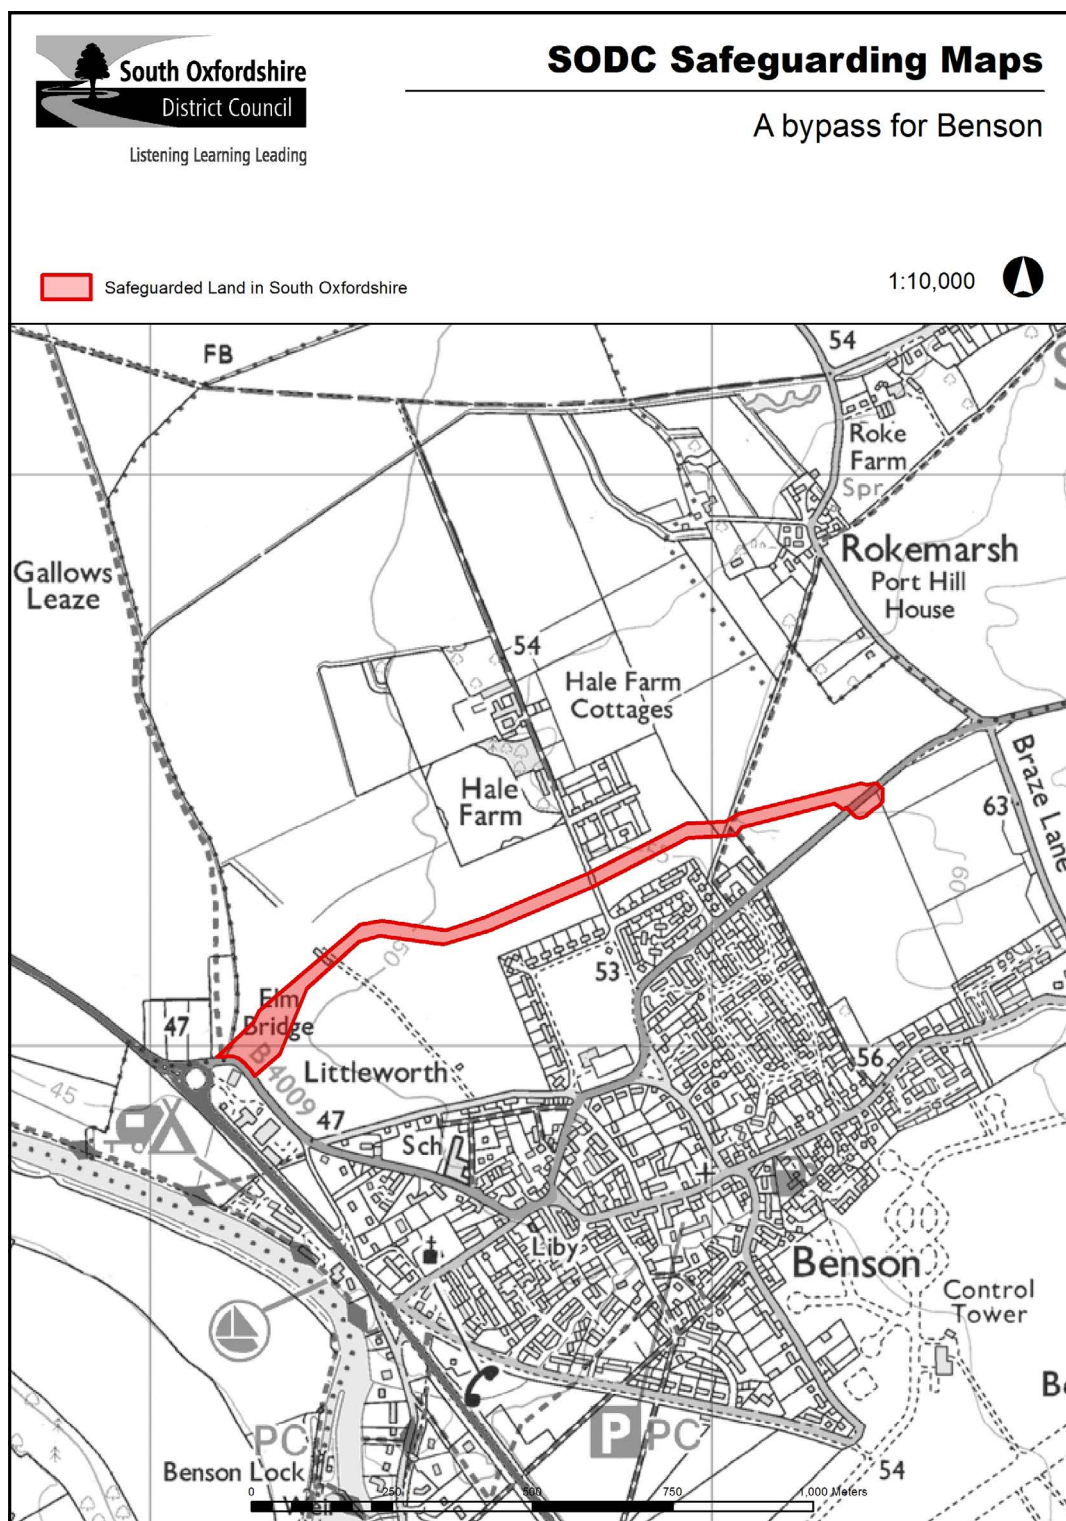 South Oxfordshire
District Council
Listening Learning Leading
SODC Safeguarding Maps
A bypass for Benson
Safeguarded Land in South Oxfordshire
1:10,000
FB
54
Roke
Farm
Spr
Rokemarsh
Port Hill
House
Gallows
Leaze
54
Hale Farm
Cottages
Hale
Farm
Braze Lane
63
60
55
50
53
Elm
Bridge
47
B 4009
Littleworth
45
47
Sch
56
Liby
Benson
Control
Tower
PC
Benson Lock
Weir
P PC
54
0 250 500 750 1,000 Meters